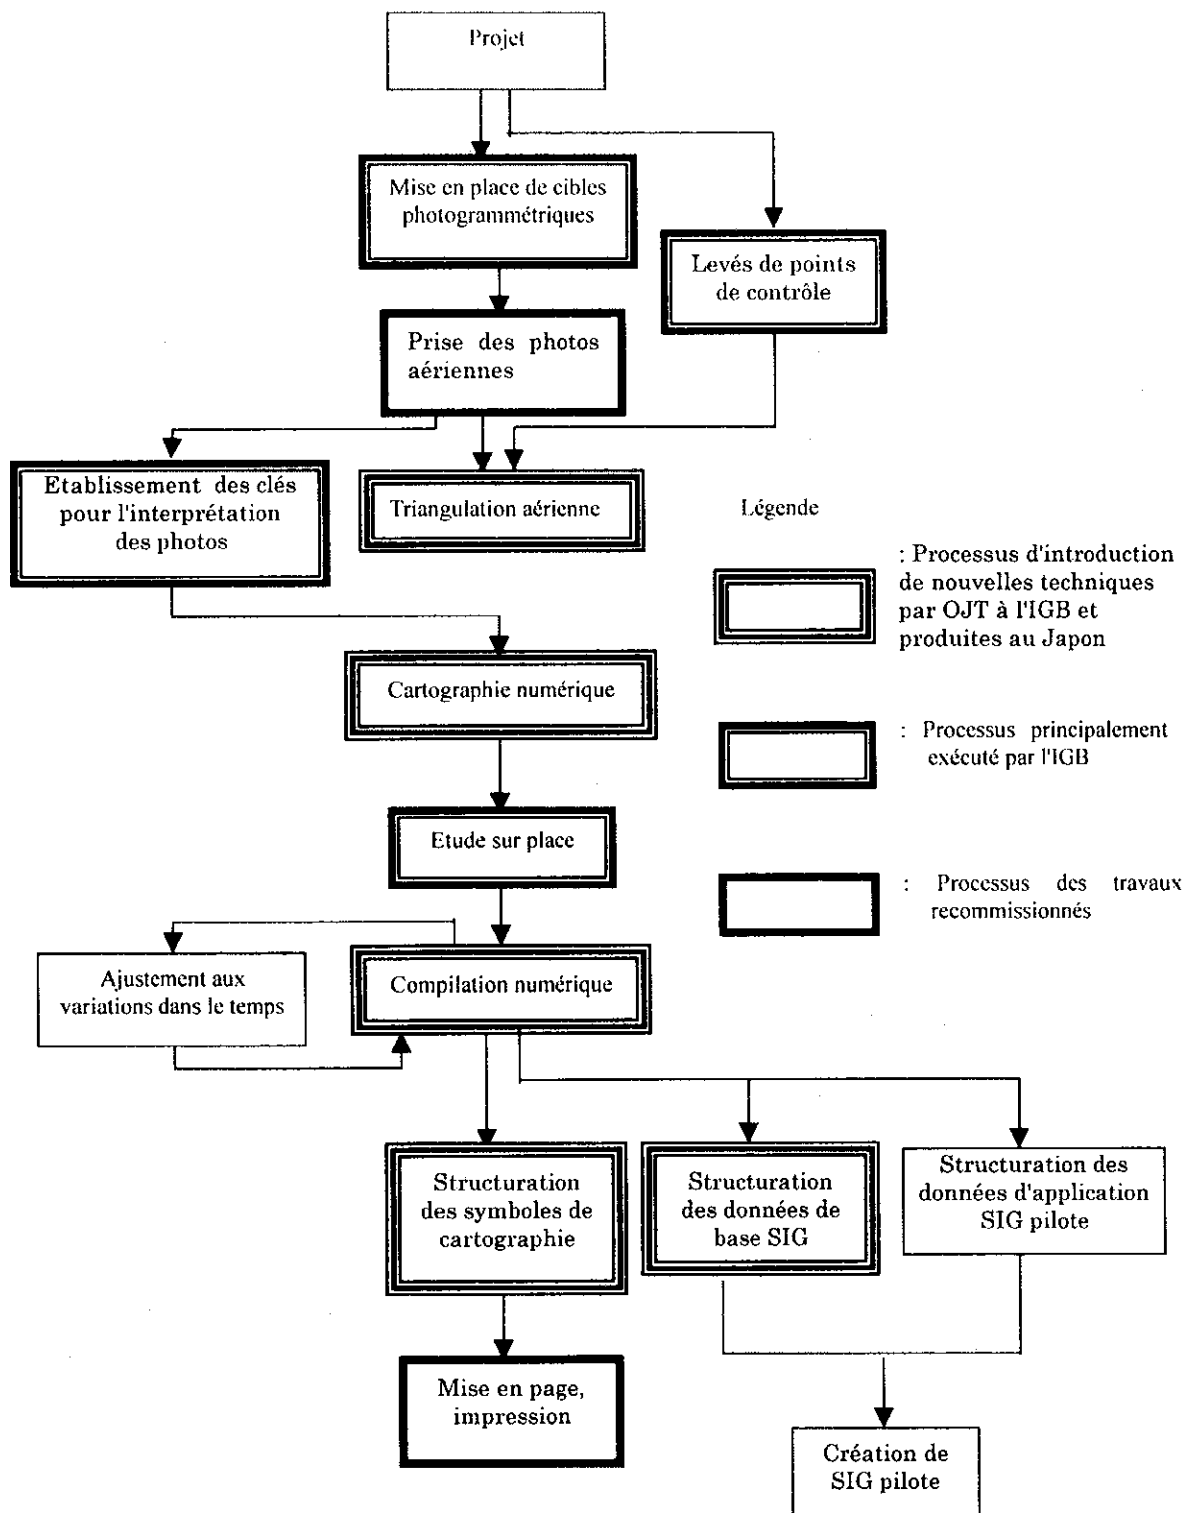 Projet
Mise en place de cibles
photogrammétriques
Levés de points
de contrôle
Prise des photos
aériennes
Etablissement des clés
pour l'interprétation
des photos
Triangulation aérienne
Légende
: Processus d'introduction
de nouvelles techniques
par OJT à l'IGB et
produites au Japon
Cartographie numérique
: Processus principalement
exécuté par l'IGB
Etude sur place
: Processus des travaux
recommissionnés
Ajustement aux
variations dans le temps
Compilation numérique
Structuration
des symboles de
cartographie
Structuration
des données de
base SIG
Structuration des
données d'application
SIG pilote
Mise en page,
impression
Création de
SIG pilote